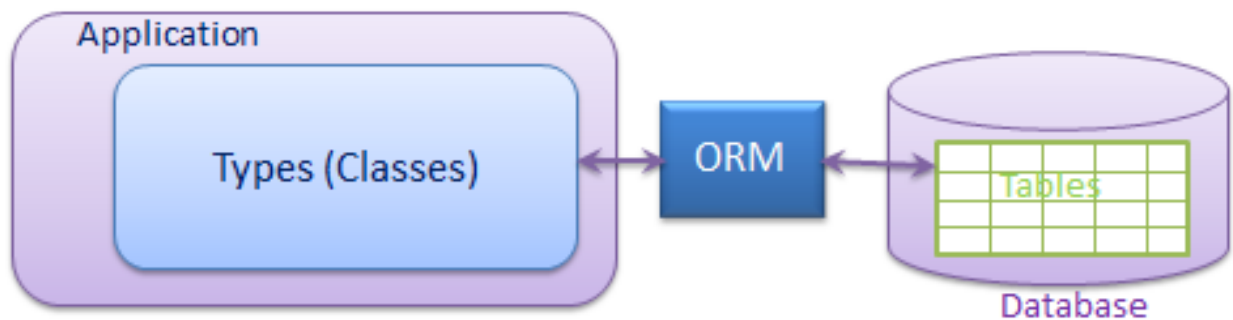 Application
Types (Classes)
ORM
Tables
Database